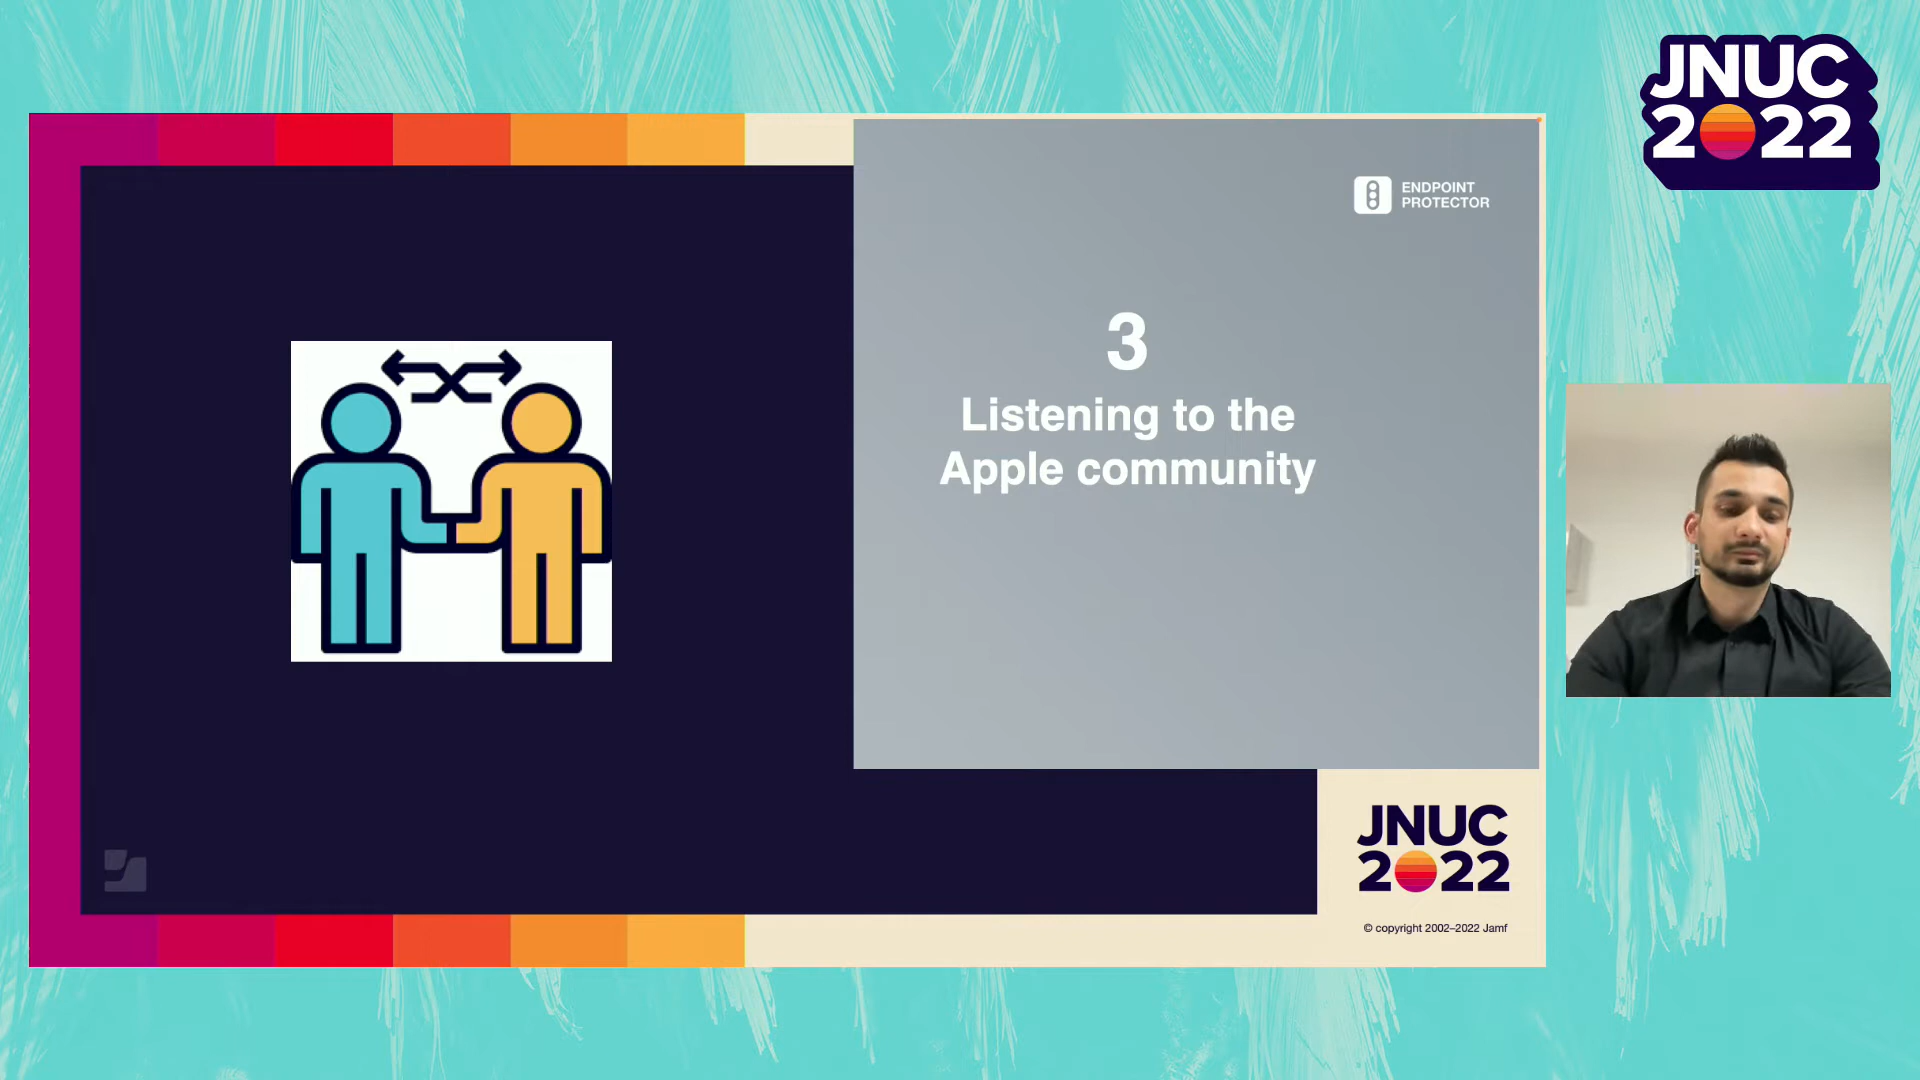 JNUC
2022
ENDPOINT
PROTECTOR
3
Listening to the
Apple community
JNUC
2022
© copyright 2002–2022 Jamf